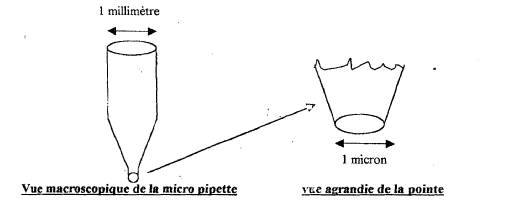 1 millimètre
1 micron
Vue macroscopique de la micro pipette
vue agrandie de la pointe